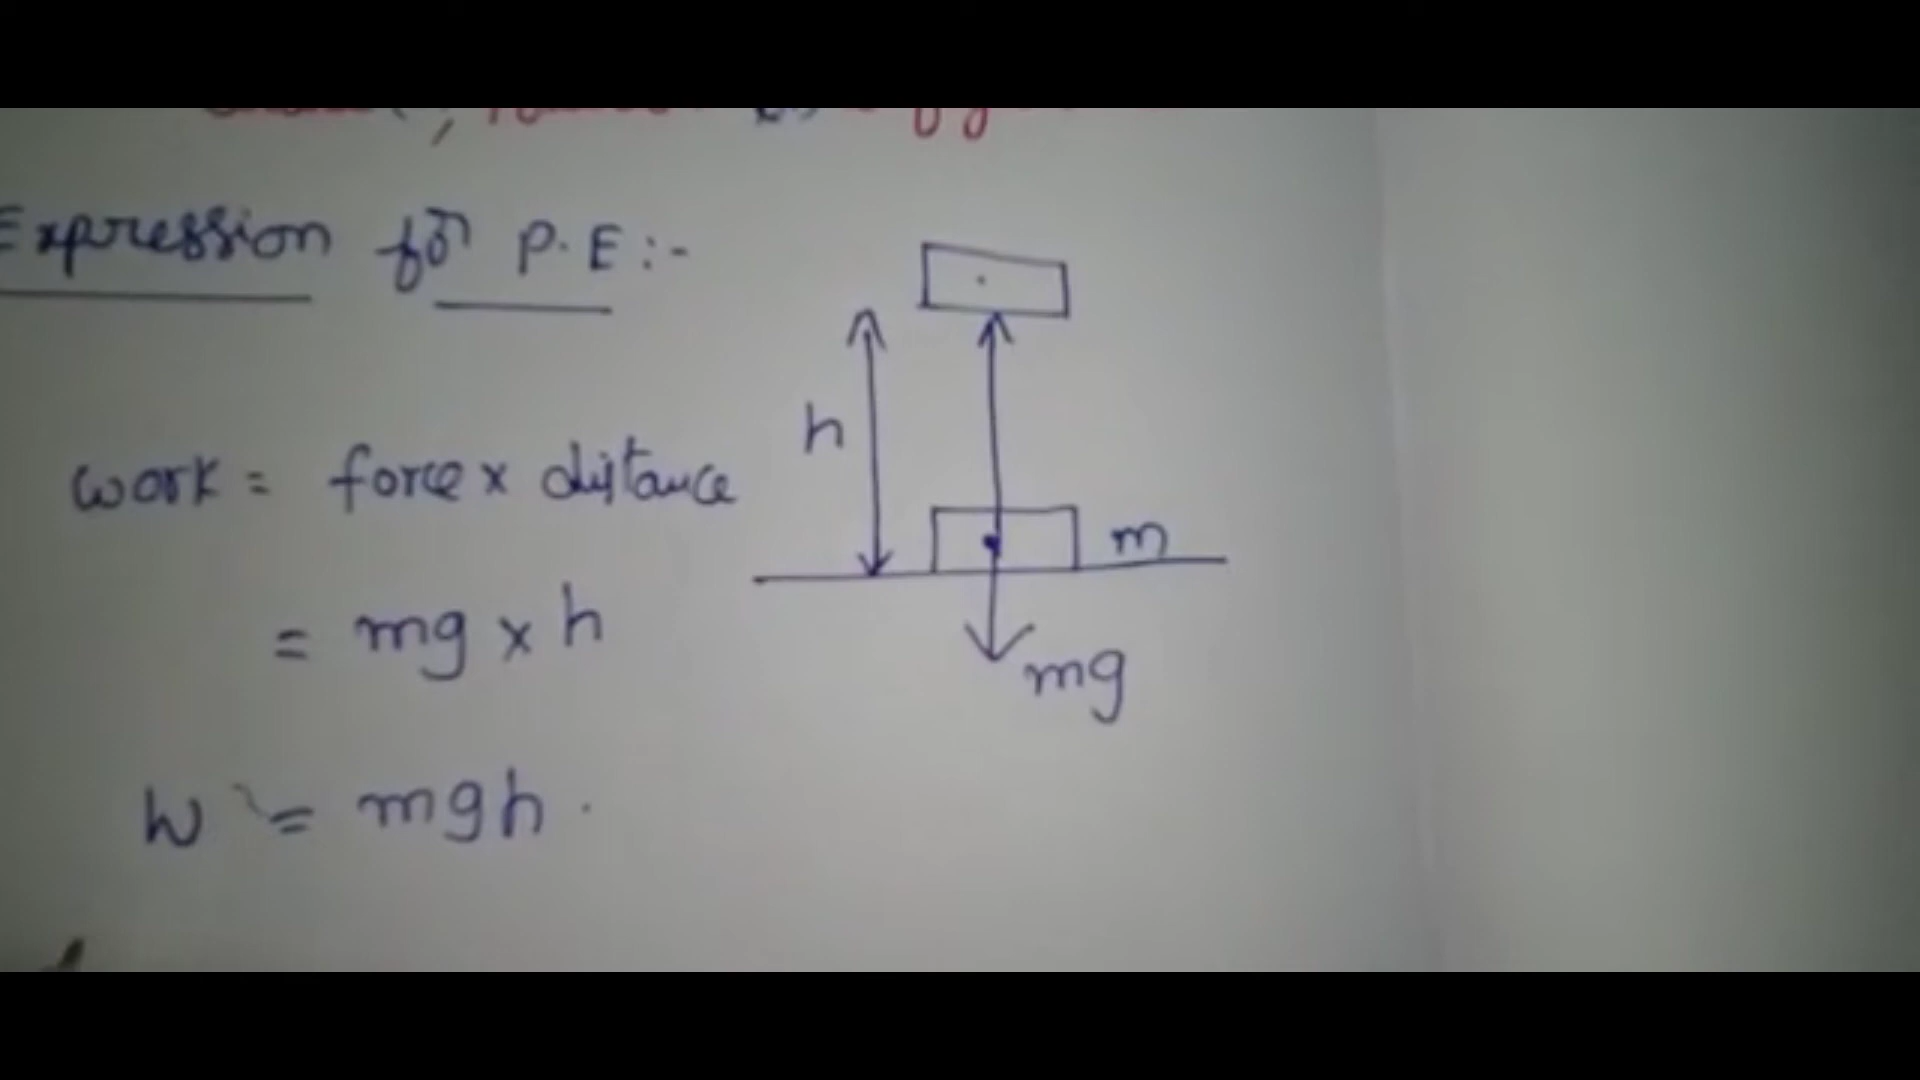 Expression for P.E:-
work = force x distance
= mg x h
W = mgh.
h
m
mg